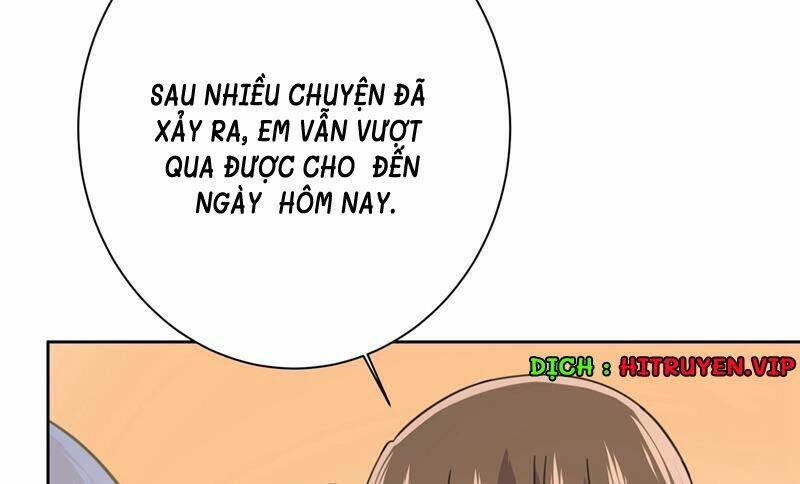 SAU NHIỀU CHUYỆN ĐÃ
XẢY RA, EM VẪN VƯỢT
QUA ĐƯỢC CHO ĐẾN
NGÀY HÔM NAY.
DỊCH : HITRUYEN.VIP